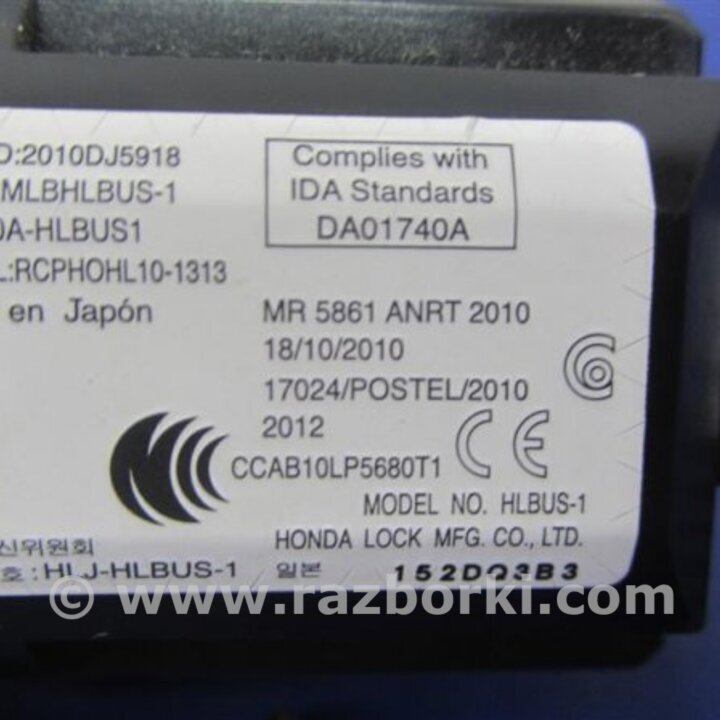 D:2010DJ5918
MLBHLBUS-1
0A-HLBUS1
L:RCPHOHL10-1313
en Japón
Complies with
IDA Standards
DA01740A
MR 5861 ANRT 2010
18/10/2010
17024/POSTEL/2010
2012
CCAB10LP5680T1
CE
MODEL NO. HLBUS-1
HONDA LOCK MFG. CO., LTD.
신위원회
호: HLJ-HLBUS-1 일본 152DQ3B3
© www.razborki.com